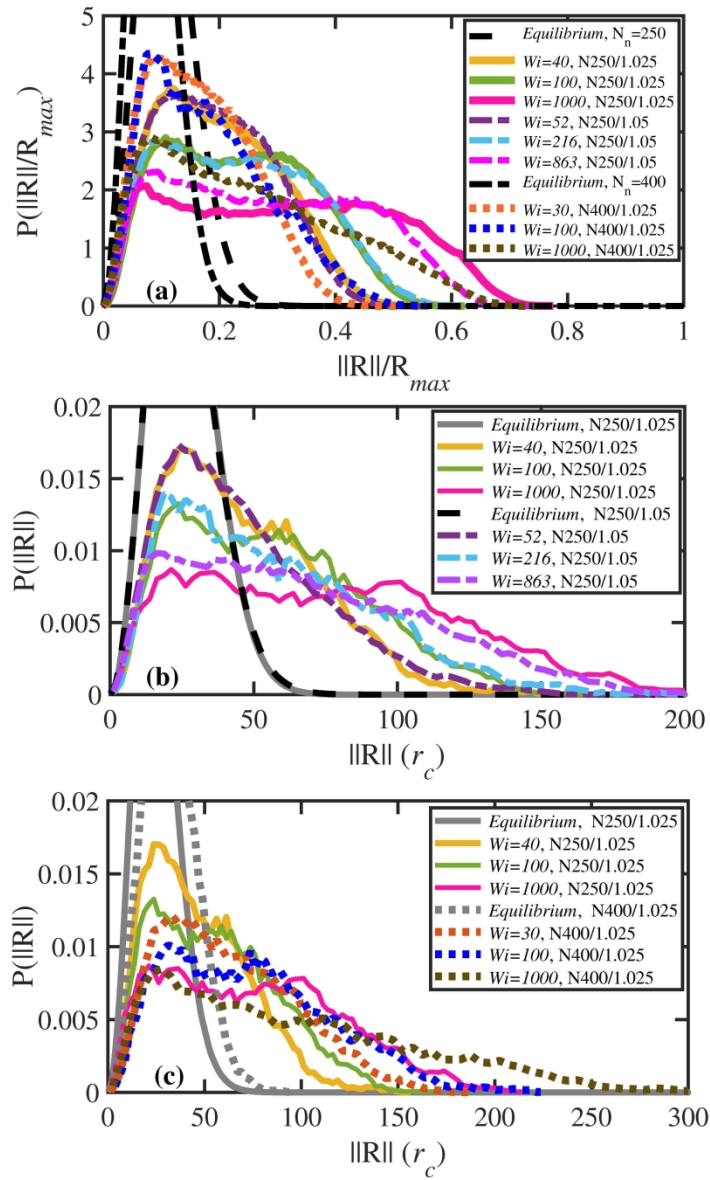 5
4
3
2
1
0
P(||R||/R_max)
Equilibrium, N_n=250
Wi=40, N250/1.025
Wi=100, N250/1.025
Wi=1000, N250/1.025
Wi=52, N250/1.05
Wi=216, N250/1.05
Wi=863, N250/1.05
Equilibrium, N_n=400
Wi=30, N400/1.025
Wi=100, N400/1.025
Wi=1000, N400/1.025
(a)
0 0.2 0.4 0.6 0.8 1
||R||/R_max
0.02
0.015
0.01
0.005
0
P(||R||)
Equilibrium, N250/1.025
Wi=40, N250/1.025
Wi=100, N250/1.025
Wi=1000, N250/1.025
Equilibrium, N250/1.05
Wi=52, N250/1.05
Wi=216, N250/1.05
Wi=863, N250/1.05
(b)
0 50 100 150 200
||R|| (r_c)
0.02
0.015
0.01
0.005
0
P(||R||)
Equilibrium, N250/1.025
Wi=40, N250/1.025
Wi=100, N250/1.025
Wi=1000, N250/1.025
Equilibrium, N400/1.025
Wi=30, N400/1.025
Wi=100, N400/1.025
Wi=1000, N400/1.025
(c)
0 50 100 150 200 250 300
||R|| (r_c)